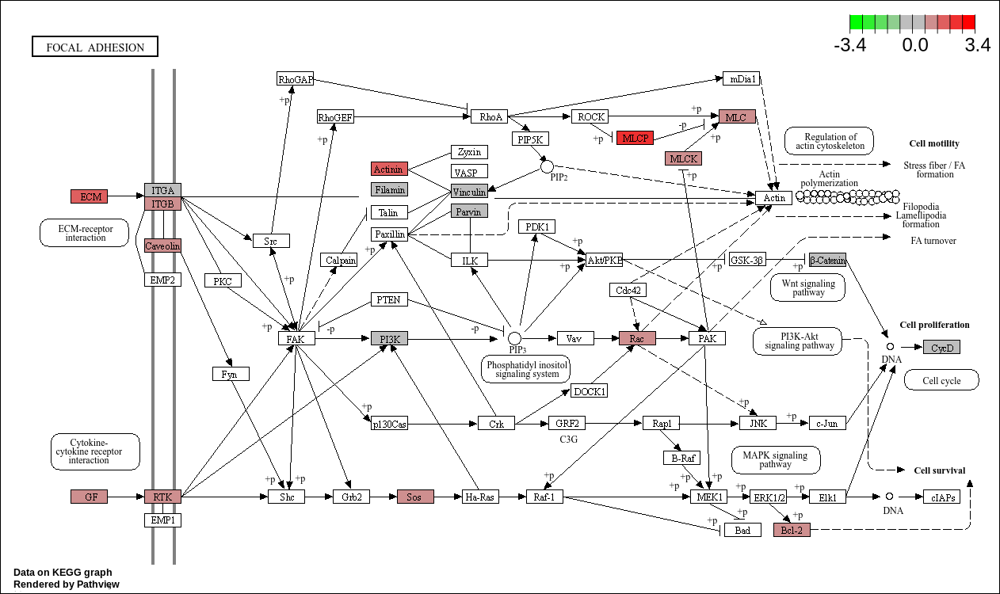 -3.4 0.0 3.4
FOCAL ADHESION
RhoGAP
mDia1
+p
RhoGEF
RhoA
ROCK
+p
MLC
+p
PIP5K
+p
MLCP
-p
+p
Regulation of
actin cytoskeleton
Cell motility
Zyxin
MLCK
Actinin
VASP
PIP2
+p
Stress fiber / FA
formation
Actin
polymerization
ECM
ITGA
ITGB
Filamin
Vinculin
Actin
Talin
Parvin
Filopodia
Lamellipodia
formation
ECM-receptor
interaction
Caveolin
Src
Paxillin
PDK1
+p
FA turnover
+p
Calpain
ILK
+p
Akt/PKB
+p
GSK-3β
+p
β-Catenin
EMP2
PKC
+p
Wnt signaling
pathway
Cdc42
PTEN
+p
-p
-p
Cell proliferation
FAK
PI3K
PIP3
Vav
Rac
PAK
PI3K-Akt
signaling pathway
CycD
DNA
Fyn
Phosphatidyl inositol
signaling system
Cell cycle
DOCK1
+p
+p
p130Cas
Crk
GRF2
C3G
Rap1
JNK
+p
c-Jun
Cytokine-
cytokine receptor
interaction
B-Raf
MAPK signaling
pathway
Cell survival
+p
+p
+p
+p
+p
+p
+p
+p
GF
RTK
Shc
Grb2
Sos
Ha-Ras
Raf-1
MEK1
ERK1/2
Elk1
DNA
cIAPs
EMP1
+p
+p
+p
Bad
Bcl-2
Data on KEGG graph
Rendered by Pathview